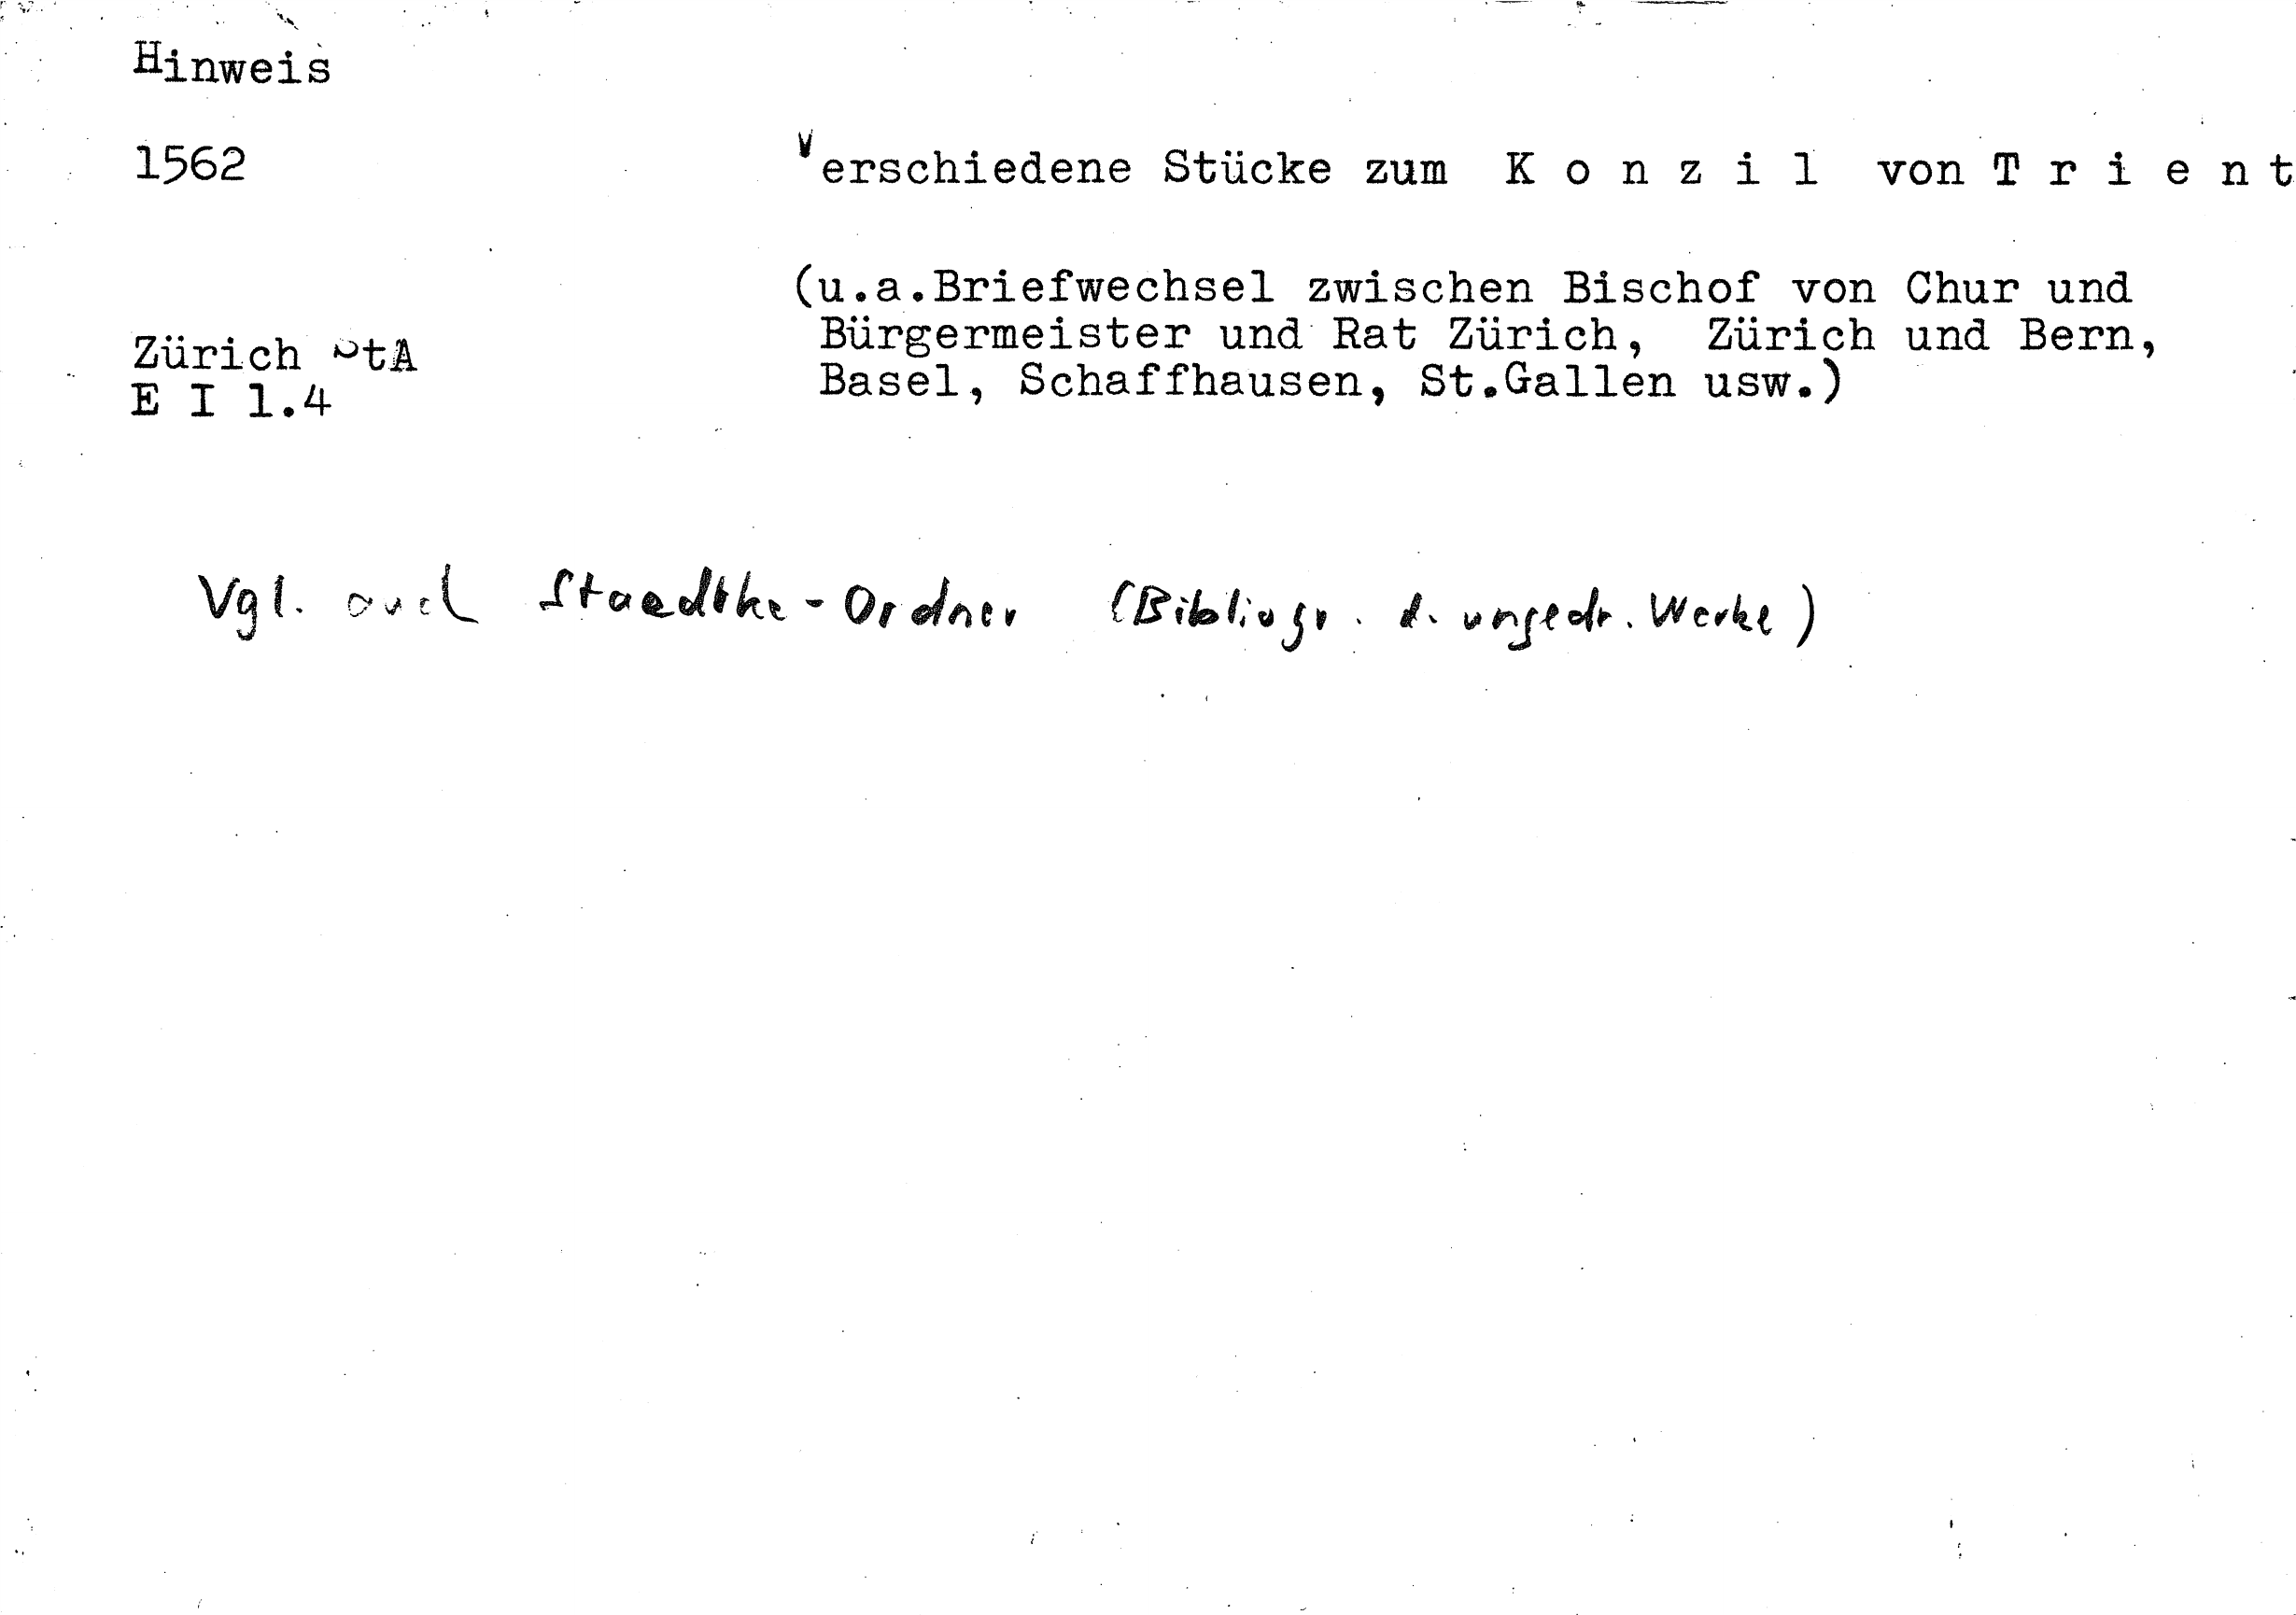 Hinweis
1562
Verschiedene Stücke zum K o n z i l von T r i e n t
(u.a.Briefwechsel zwischen Bischof von Chur und
Bürgermeister und Rat Zürich, Zürich und Bern,
Basel, Schaffhausen, St.Gallen usw.)
Zürich StA
E I 1.4
Vgl. auch Staedtke-Ordner (Bibliogr. d. ungedr. Werke)